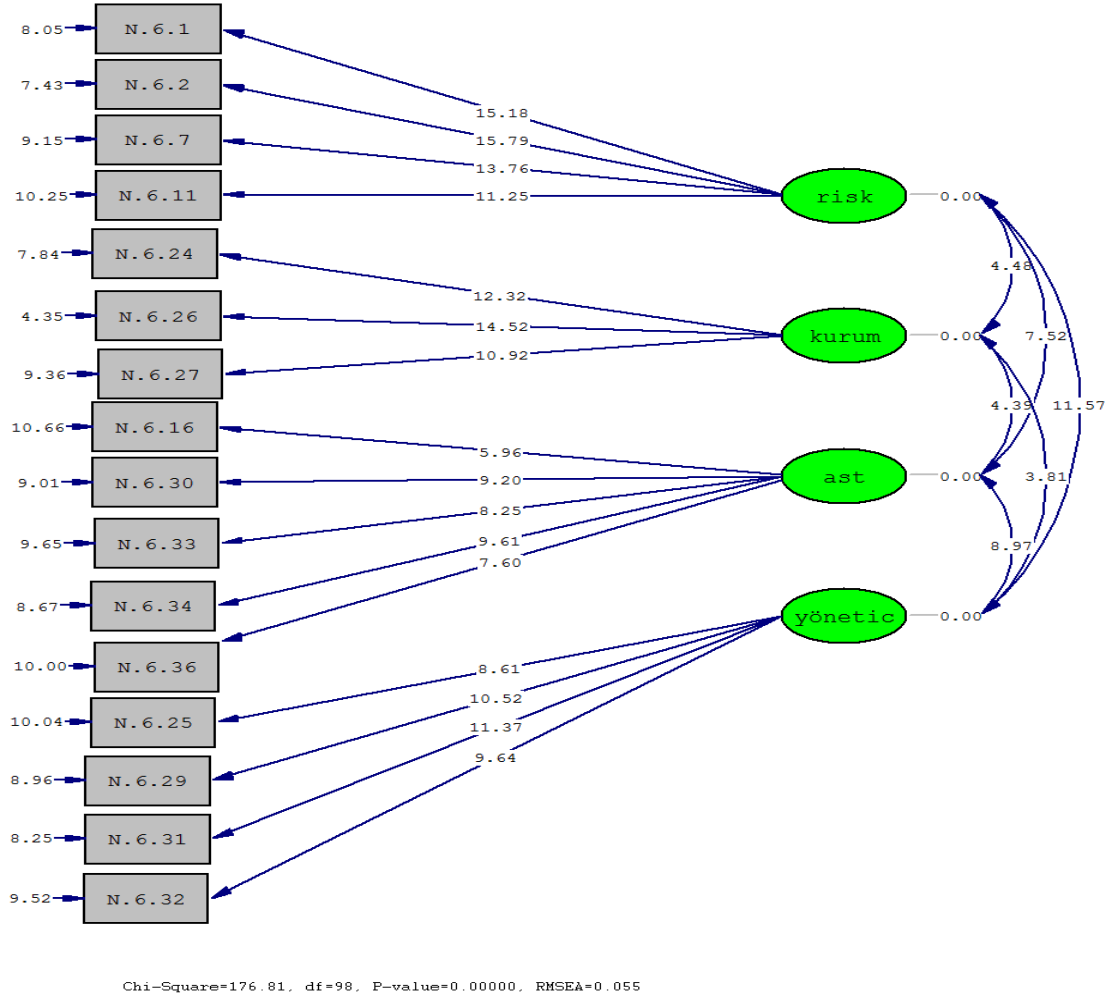 8.05 N.6.1
7.43 N.6.2
9.15 N.6.7
10.25 N.6.11
7.84 N.6.24
4.35 N.6.26
9.36 N.6.27
10.66 N.6.16
9.01 N.6.30
9.65 N.6.33
8.67 N.6.34
10.00 N.6.36
10.04 N.6.25
8.96 N.6.29
8.25 N.6.31
9.52 N.6.32
15.18
15.79
13.76
11.25
12.32
14.52
10.92
5.96
9.20
8.25
9.61
7.60
8.61
10.52
11.37
9.64
risk 0.00
kurum 0.00
ast 0.00
yönetic 0.00
4.48
7.52
4.39
11.57
3.81
8.97
Chi-Square=176.81, df=98, P-value=0.00000, RMSEA=0.055